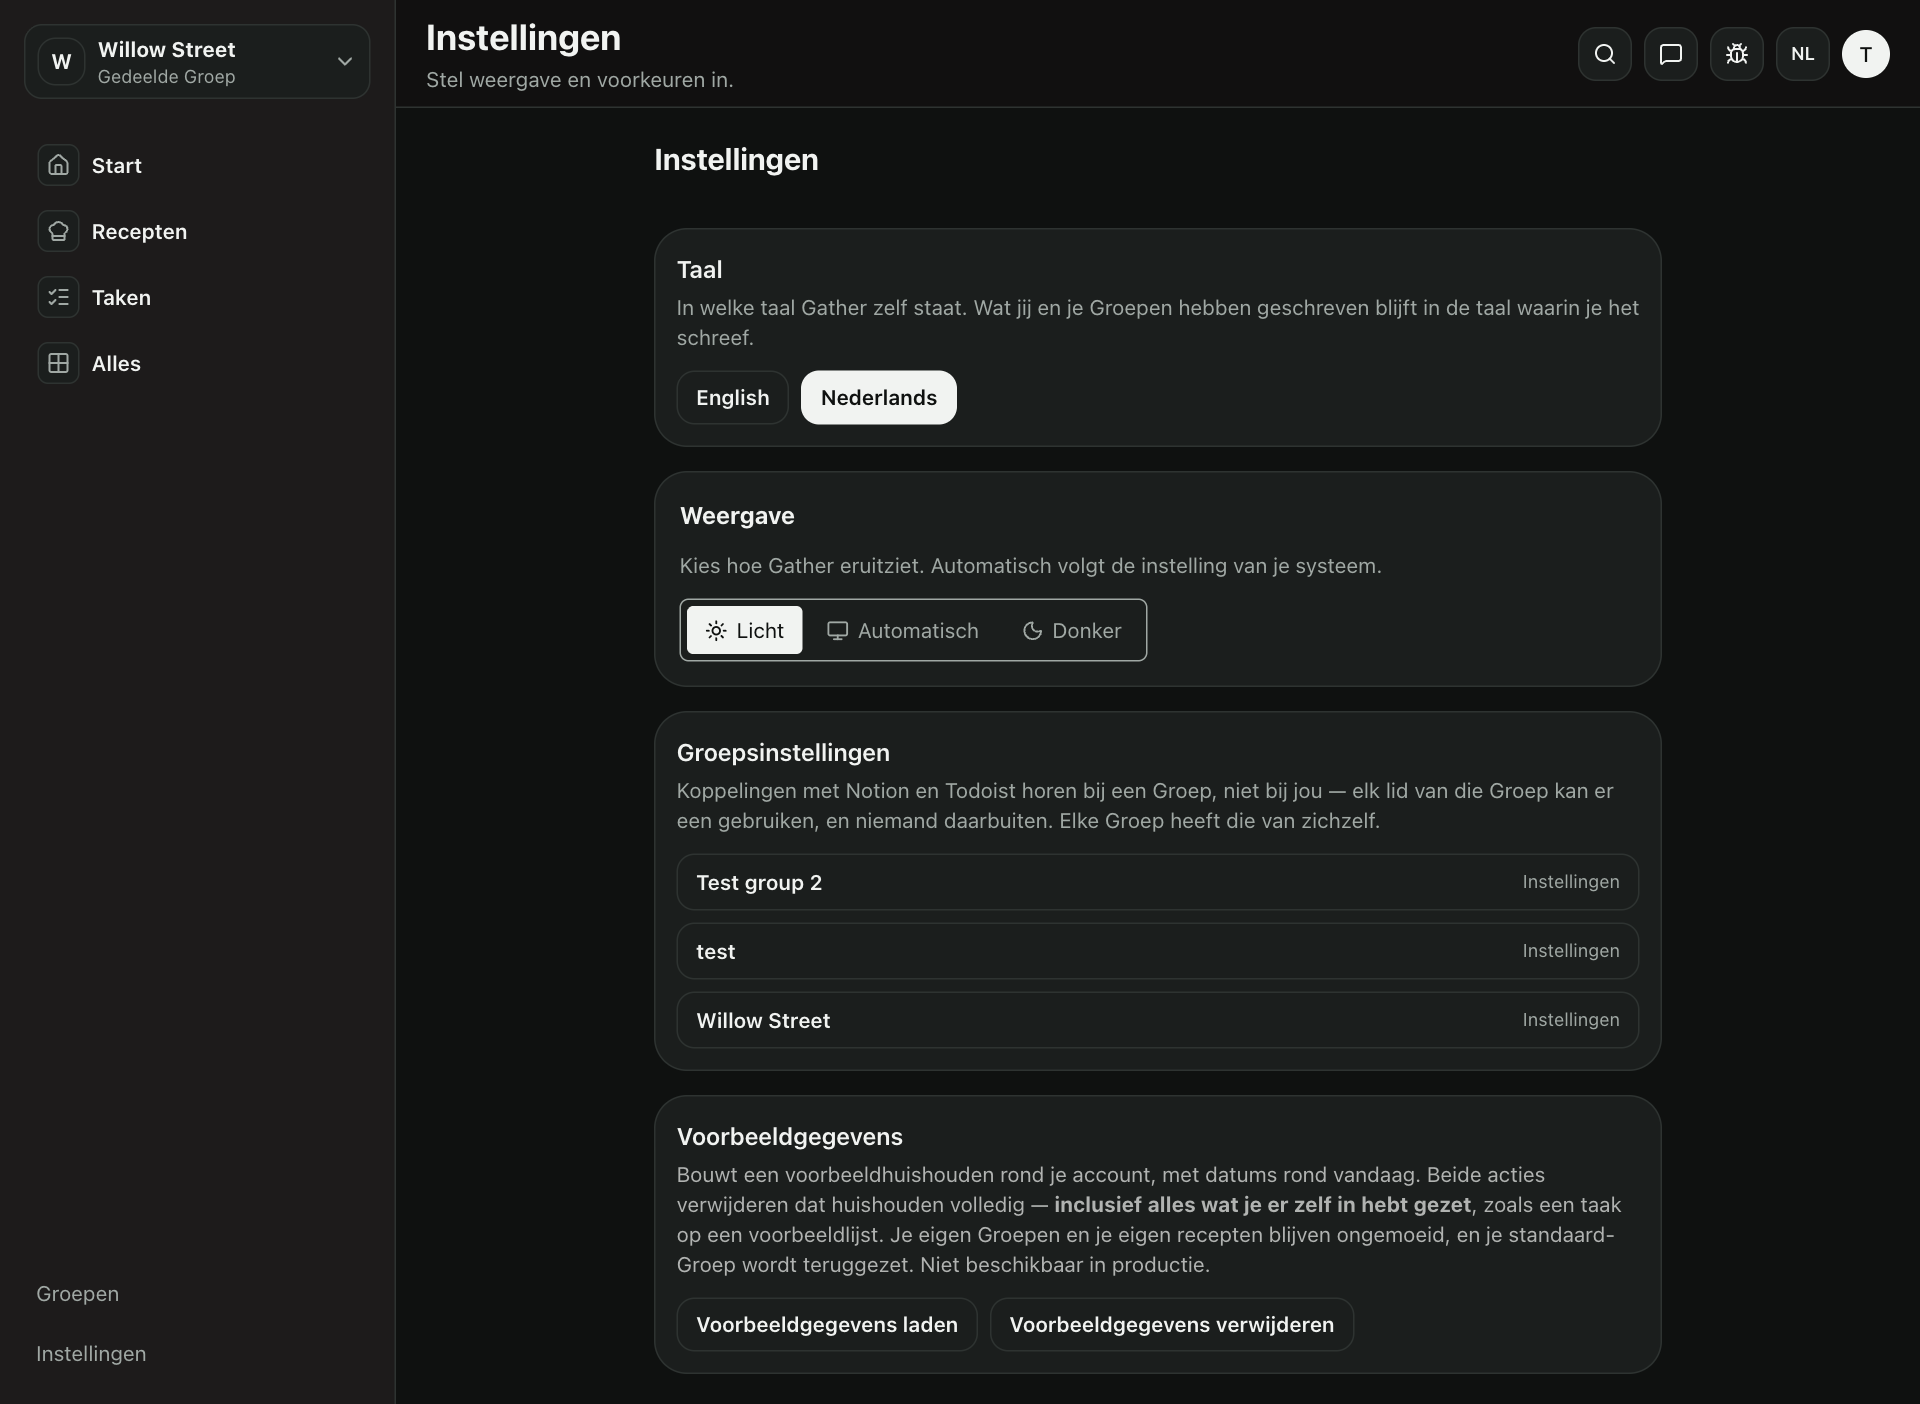 W
Willow Street
Gedeelde Groep
Start
Recepten
Taken
Alles
Groepen
Instellingen
Instellingen
Stel weergave en voorkeuren in.
NL
T
Instellingen
Taal
In welke taal Gather zelf staat. Wat jij en je Groepen hebben geschreven blijft in de taal waarin je het
schreef.
English
Nederlands
Weergave
Kies hoe Gather eruitziet. Automatisch volgt de instelling van je systeem.
Licht
Automatisch
Donker
Groepsinstellingen
Koppelingen met Notion en Todoist horen bij een Groep, niet bij jou — elk lid van die Groep kan er
een gebruiken, en niemand daarbuiten. Elke Groep heeft die van zichzelf.
Test group 2
Instellingen
test
Instellingen
Willow Street
Instellingen
Voorbeeldgegevens
Bouwt een voorbeeldhuishouden rond je account, met datums rond vandaag. Beide acties
verwijderen dat huishouden volledig — inclusief alles wat je er zelf in hebt gezet, zoals een taak
op een voorbeeldlijst. Je eigen Groepen en je eigen recepten blijven ongemoeid, en je standaard-
Groep wordt teruggezet. Niet beschikbaar in productie.
Voorbeeldgegevens laden
Voorbeeldgegevens verwijderen